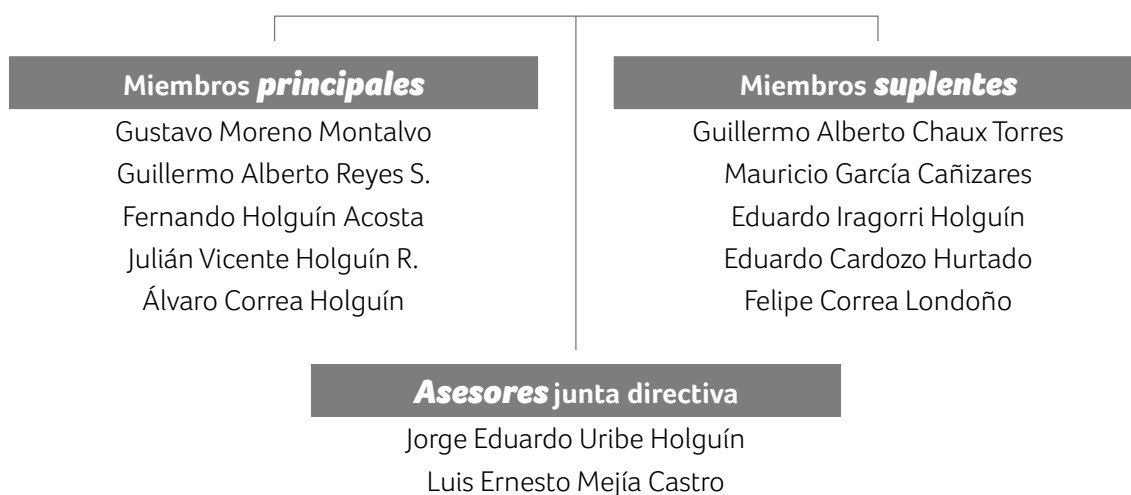 Miembros principales
Gustavo Moreno Montalvo
Guillermo Alberto Reyes S.
Fernando Holguín Acosta
Julián Vicente Holguín R.
Álvaro Correa Holguín
Miembros suplentes
Guillermo Alberto Chaux Torres
Mauricio García Cañizares
Eduardo Iragorri Holguín
Eduardo Cardozo Hurtado
Felipe Correa Londoño
Asesores junta directiva
Jorge Eduardo Uribe Holguín
Luis Ernesto Mejía Castro